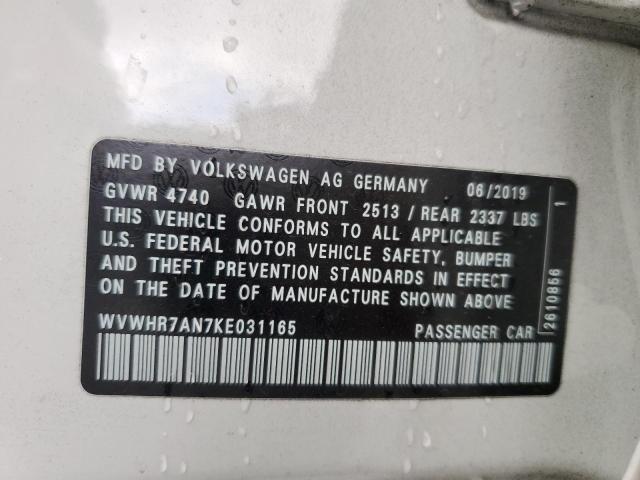 MFD BY VOLKSWAGEN AG GERMANY 06/2019
GVWR 4740 GAWR FRONT 2513 / REAR 2337 LBS
THIS VEHICLE CONFORMS TO ALL APPLICABLE
U.S. FEDERAL MOTOR VEHICLE SAFETY, BUMPER
AND THEFT PREVENTION STANDARDS IN EFFECT
ON THE DATE OF MANUFACTURE SHOWN ABOVE
WVWHR7AN7KE031165 PASSENGER CAR
2610856 1